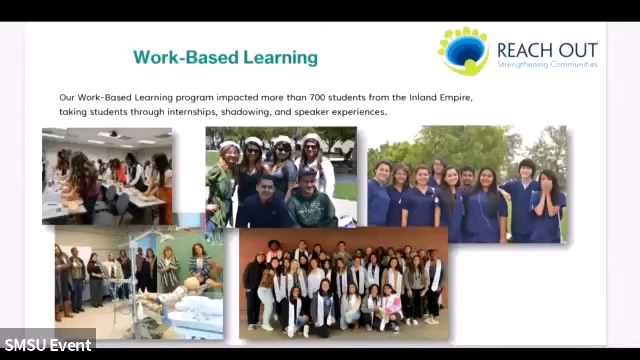 Work-Based Learning
REACH OUT
Strengthening Communities
Our Work-Based Learning program impacted more than 700 students from the Inland Empire,
taking students through internships, shadowing, and speaker experiences.
SMSU Event